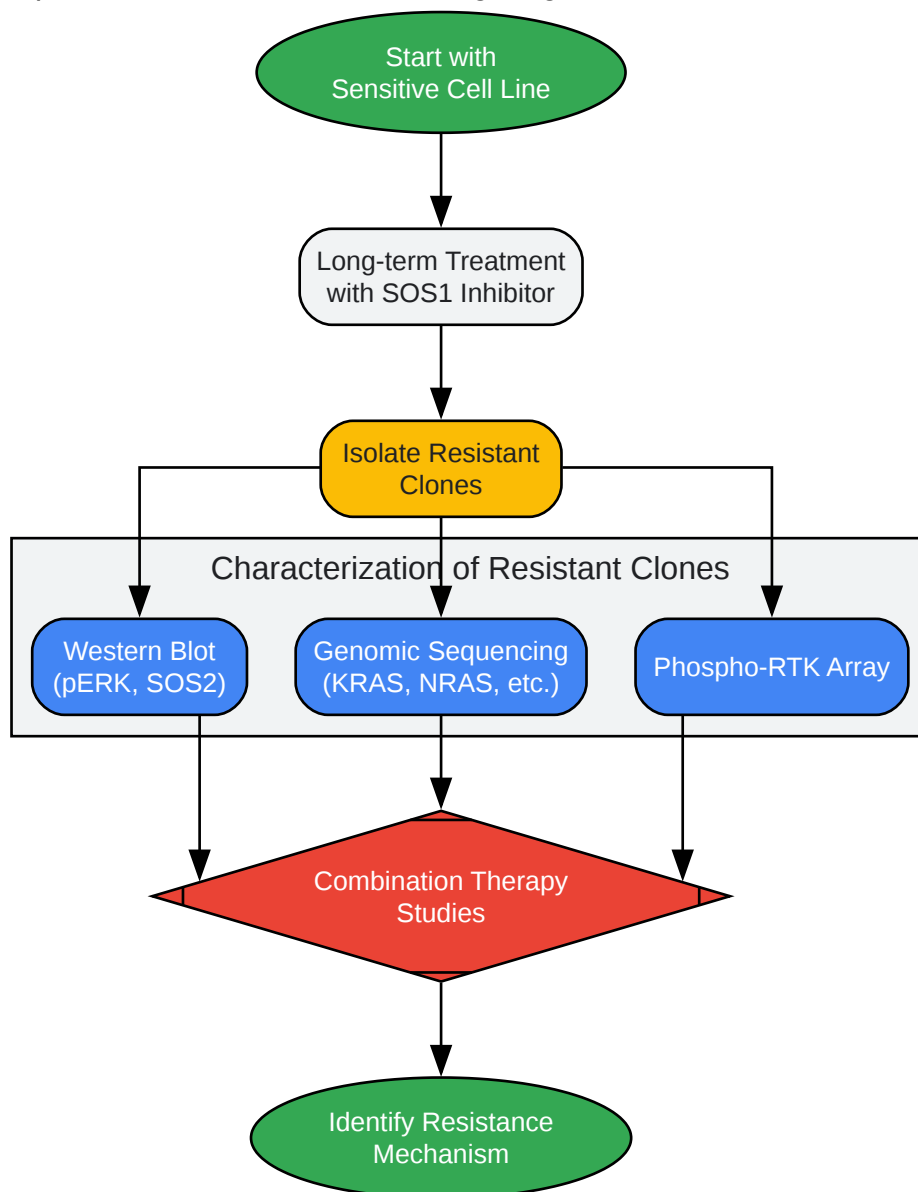 Start with
Sensitive Cell Line
Long-term Treatment
with SOS1 Inhibitor
Isolate Resistant
Clones
Characterization of Resistant Clones
Western Blot
(pERK, SOS2)
Genomic Sequencing
(KRAS, NRAS, etc.)
Phospho-RTK Array
Combination Therapy
Studies
Identify Resistance
Mechanism